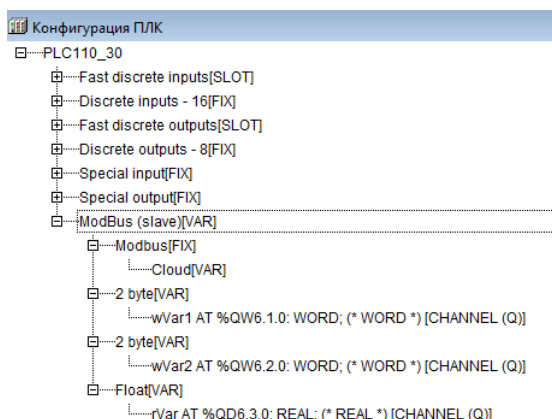 Конфигурация ПЛК
PLC110_30
Fast discrete inputs[SLOT]
Discrete inputs - 16[FIX]
Fast discrete outputs[SLOT]
Discrete outputs - 8[FIX]
Special input[FIX]
Special output[FIX]
ModBus (slave)[VAR]
Modbus[FIX]
Cloud[VAR]
2 byte[VAR]
wVar1 AT %QW6.1.0: WORD; (* WORD *) [CHANNEL (Q)]
2 byte[VAR]
wVar2 AT %QW6.2.0: WORD; (* WORD *) [CHANNEL (Q)]
Float[VAR]
rVar AT %QD6.3.0: REAL; (* REAL *) [CHANNEL (Q)]